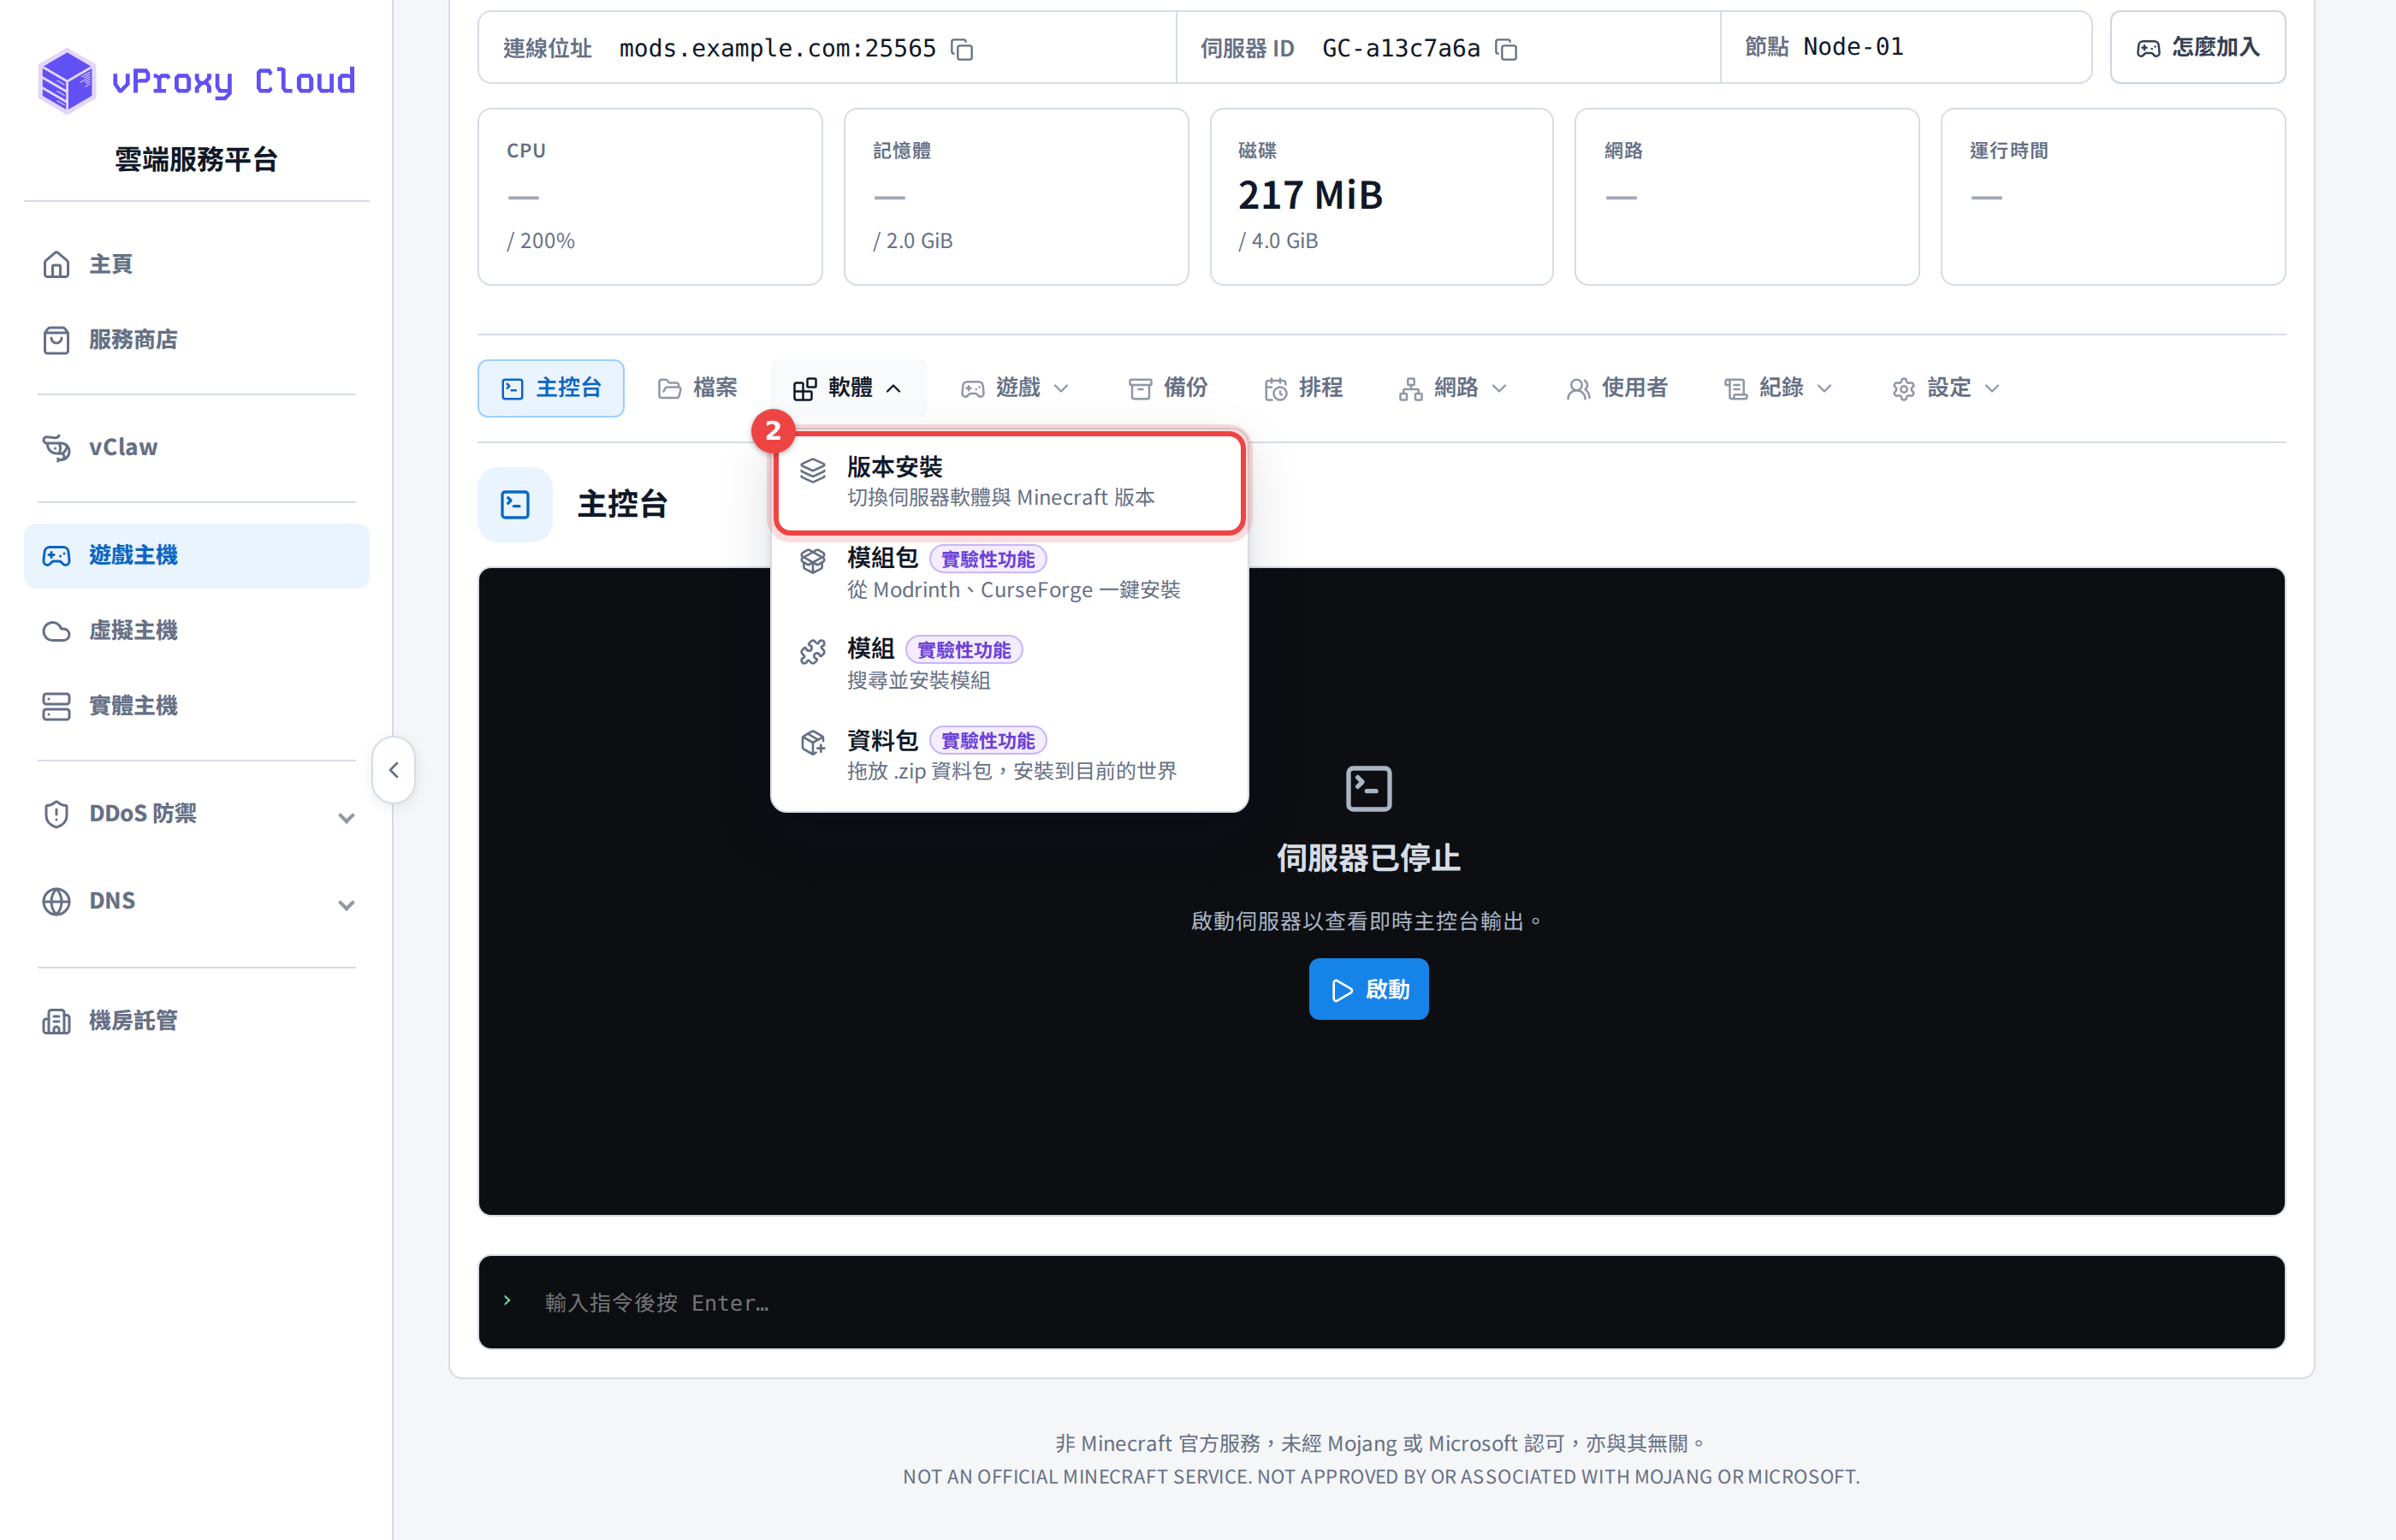 vProxy Cloud
雲端服務平台
主頁
服務商店
vClaw
遊戲主機
虛擬主機
實體主機
DDoS 防禦
DNS
機房託管
連線位址 mods.example.com:25565
伺服器 ID GC-a13c7a6a
節點 Node-01
怎麼加入
CPU
—
/ 200%
記憶體
—
/ 2.0 GiB
磁碟
217 MiB
/ 4.0 GiB
網路
—
運行時間
—
主控台 檔案 軟體 遊戲 備份 排程 網路 使用者 紀錄 設定
2
版本安裝
切換伺服器軟體與 Minecraft 版本
模組包 實驗性功能
從 Modrinth、CurseForge 一鍵安裝
模組 實驗性功能
搜尋並安裝模組
資料包 實驗性功能
拖放 .zip 資料包，安裝到目前的世界
主控台
伺服器已停止
啟動伺服器以查看即時主控台輸出。
啟動
› 輸入指令後按 Enter…
非 Minecraft 官方服務，未經 Mojang 或 Microsoft 認可，亦與其無關。
NOT AN OFFICIAL MINECRAFT SERVICE. NOT APPROVED BY OR ASSOCIATED WITH MOJANG OR MICROSOFT.